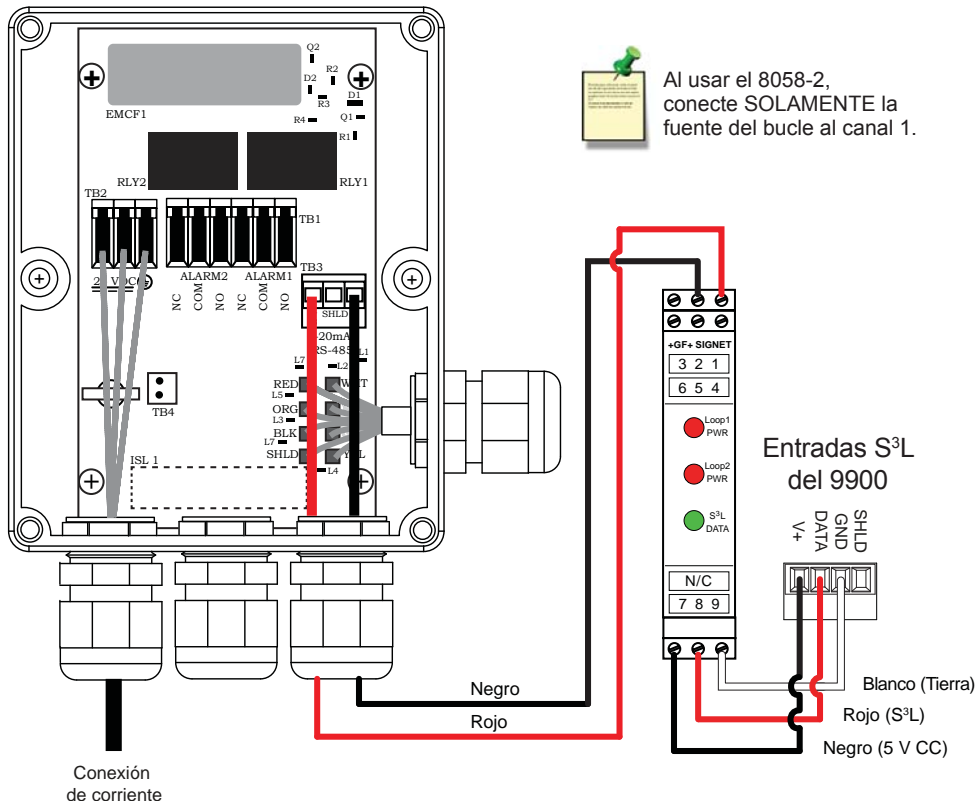 Q2
R2
D2
D1
R3
EMCF1
R4
Q1
R1
RLY2
RLY1
TB2
TB1
ALARM2
ALARM1
TB3
NC
COM
NO
NC
COM
NO
SHLD
RS-485
L1
L7
L2
RED
L5
ORG
L3
BLK
L7
SHLD
L4
TB4
ISL 1
Al usar el 8058-2,
conecte SOLAMENTE la
fuente del bucle al canal 1.
+GF+ SIGNET
3 2 1
6 5 4
Loop1
PWR
Loop2
PWR
S³L
DATA
N/C
7 8 9
Entradas S³L
del 9900
V+
DATA
GND
SHLD
Negro
Rojo
Blanco (Tierra)
Rojo (S³L)
Negro (5 V CC)
Conexión
de corriente